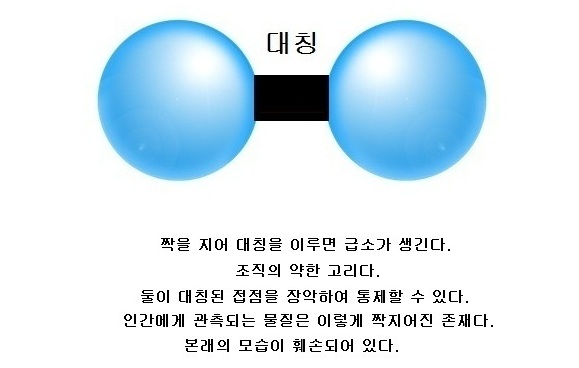 대칭
짝을 지어 대칭을 이루면 급소가 생긴다.
조직의 약한 고리다.
둘이 대칭된 접점을 장악하여 통제할 수 있다.
인간에게 관측되는 물질은 이렇게 짝지어진 존재다.
본래의 모습이 훼손되어 있다.